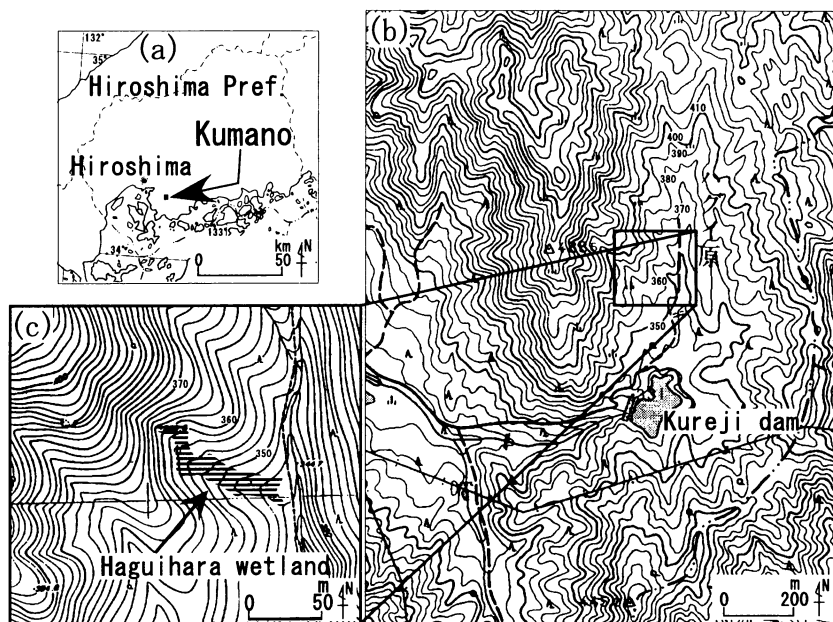 (a)
132°
35°
Hiroshima Pref.
Kumano
Hiroshima
133°
34°
km
0
50
N
(b)
410
400
390
380
370
360
350
原
Kureji dam
m
0
200
N
(c)
370
360
350
Haguihara wetland
m
0
50
N